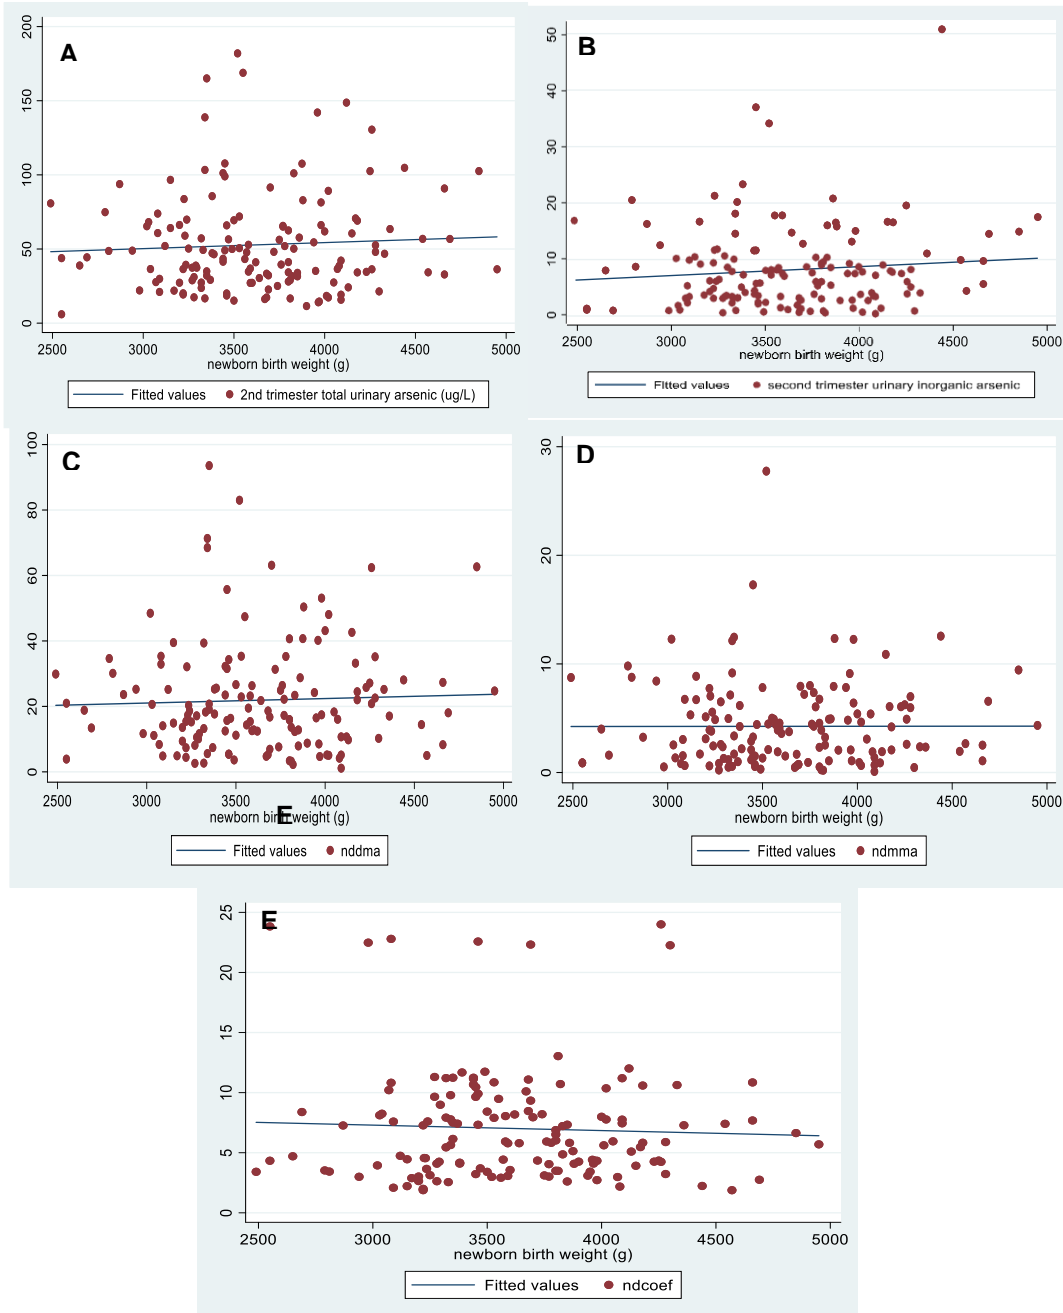 A
200
150
100
50
0
2500 3000 3500 4000 4500 5000
newborn birth weight (g)
Fitted values 2nd trimester total urinary arsenic (ug/L)
B
50
40
30
20
10
0
2500 3000 3500 4000 4500 5000
newborn birth weight (g)
Fitted values second trimester urinary inorganic arsenic
C
100
80
60
40
20
0
2500 3000 3500 4000 4500 5000
newborn birth weight (g)
E
Fitted values nddma
D
30
20
10
0
2500 3000 3500 4000 4500 5000
newborn birth weight (g)
Fitted values ndmma
E
25
20
15
10
5
0
2500 3000 3500 4000 4500 5000
newborn birth weight (g)
Fitted values ndcoef